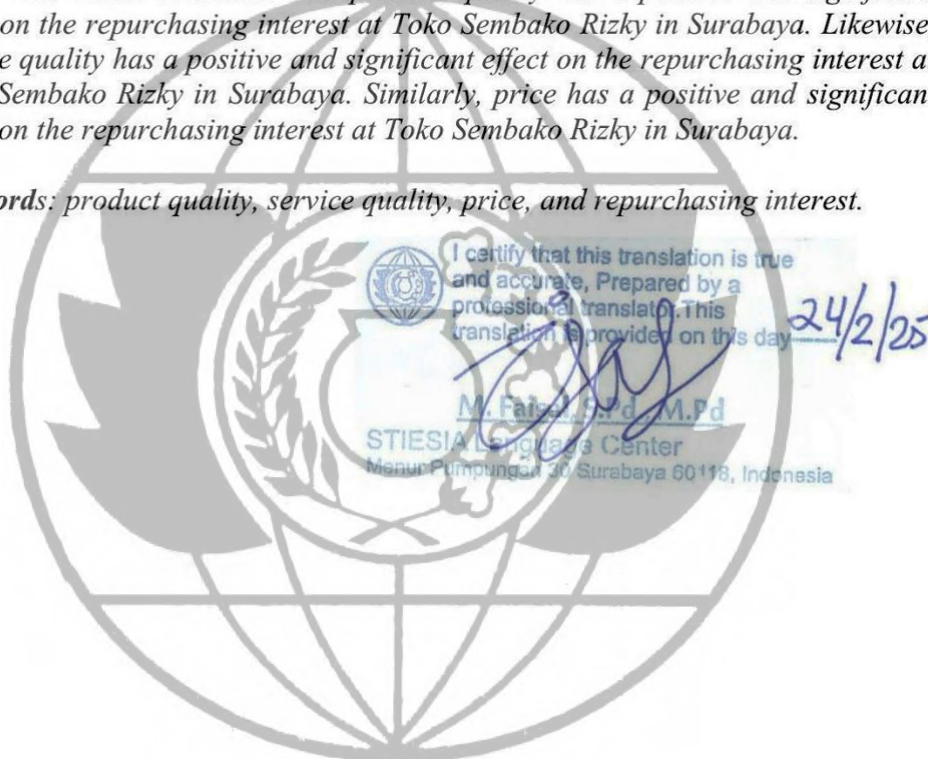 on the repurchasing interest at Toko Sembako Rizky in Surabaya. Likewise
e quality has a positive and significant effect on the repurchasing interest a
Sembako Rizky in Surabaya. Similarly, price has a positive and significan
on the repurchasing interest at Toko Sembako Rizky in Surabaya.
ords: product quality, service quality, price, and repurchasing interest.
I certify that this translation is true
and accurate, Prepared by a
professional translator.This
translation is provided on this day 24/2/25
M. Faisal, S.Pd., M.Pd
STIESIA Language Center
Menur Pumpungan 30 Surabaya 60118, Indonesia